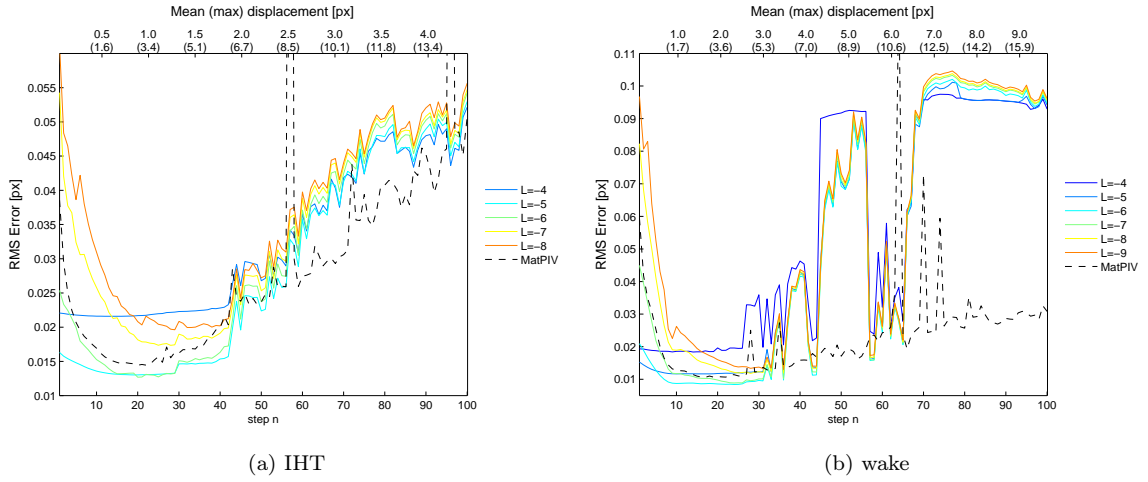 Mean (max) displacement [px]
0.5 1.0 1.5 2.0 2.5 3.0 3.5 4.0
(1.6) (3.4) (5.1) (6.7) (8.5) (10.1) (11.8) (13.4)
0.055
0.05
0.045
0.04
0.035
0.03
0.025
0.02
0.015
0.01
RMS Error [px]
10 20 30 40 50 60 70 80 90 100
step n
L=−4
L=−5
L=−6
L=−7
L=−8
MatPIV
(a) IHT
Mean (max) displacement [px]
1.0 2.0 3.0 4.0 5.0 6.0 7.0 8.0 9.0
(1.7) (3.6) (5.3) (7.0) (8.9) (10.6) (12.5) (14.2) (15.9)
0.11
0.1
0.09
0.08
0.07
0.06
0.05
0.04
0.03
0.02
0.01
RMS Error [px]
10 20 30 40 50 60 70 80 90 100
step n
L=−4
L=−5
L=−6
L=−7
L=−8
L=−9
MatPIV
(b) wake